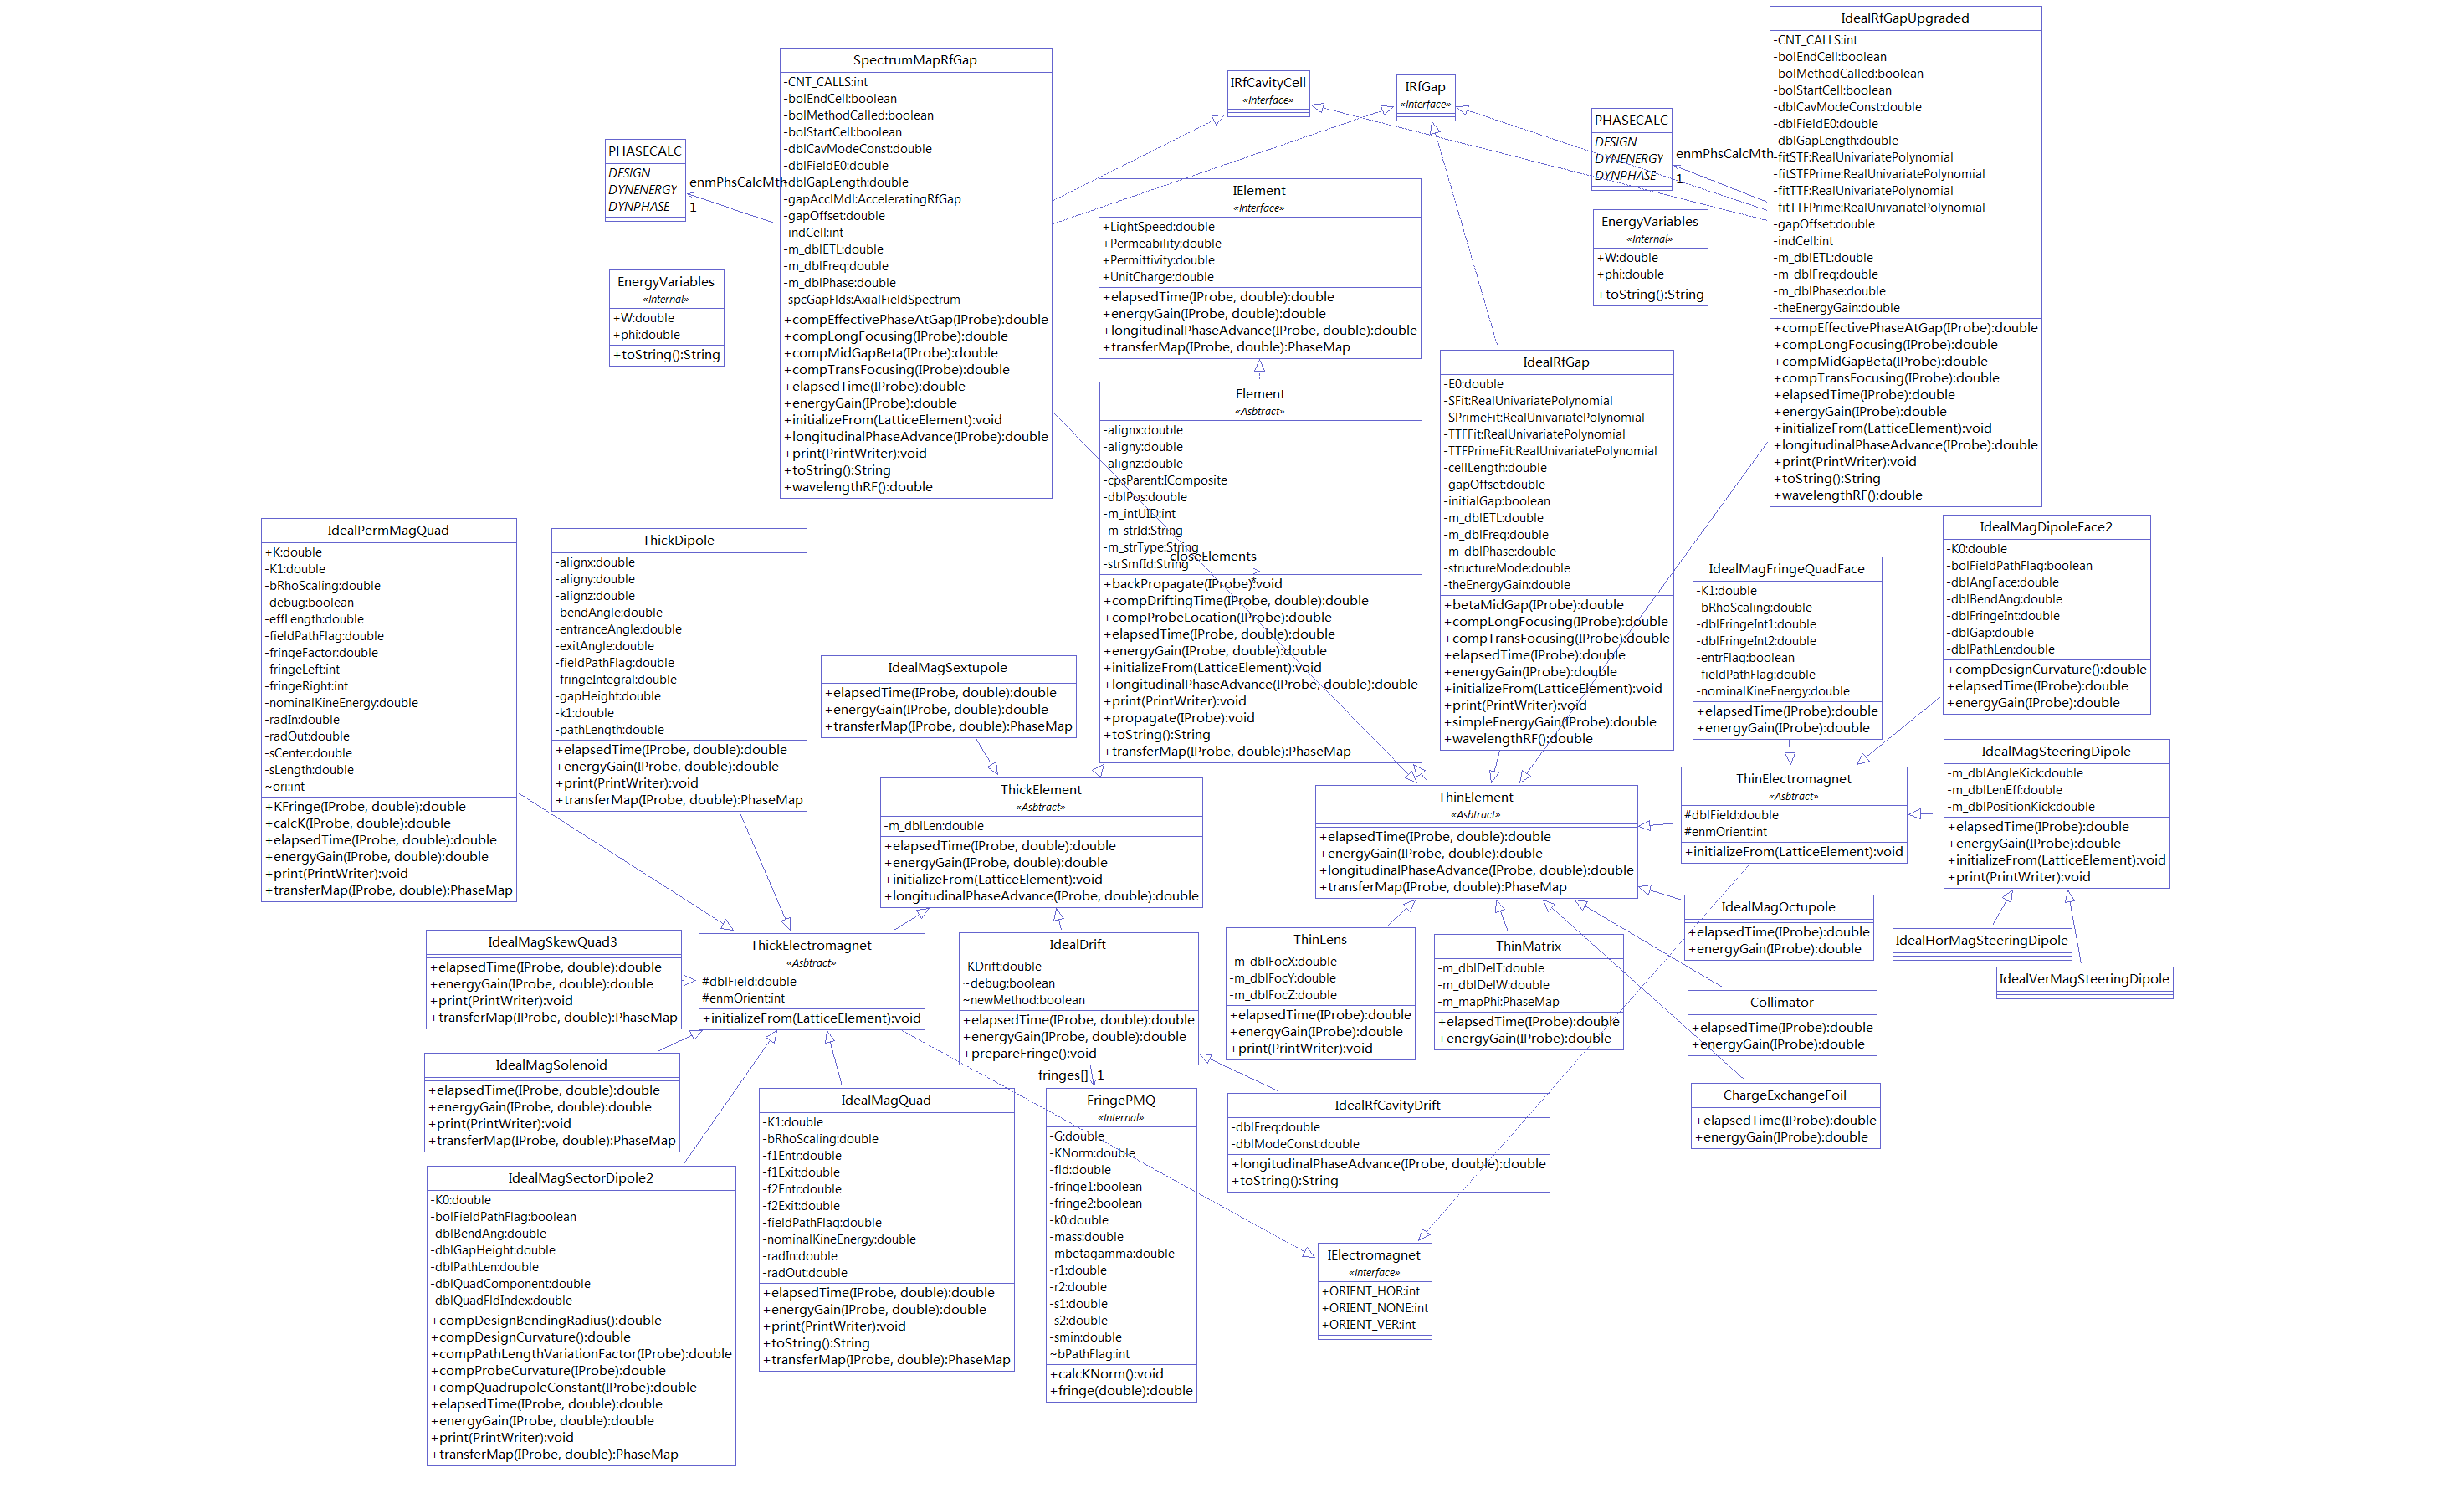 SpectrumMapRfGap
-CNT_CALLS:int
-bolEndCell:boolean
-bolMethodCalled:boolean
-bolStartCell:boolean
-dblCavModeConst:double
-dblFieldE0:double
-dblGapLength:double
-gapAcclMdl:AcceleratingRfGap
-gapOffset:double
-indCell:int
-m_dblETL:double
-m_dblFreq:double
-m_dblPhase:double
-spcGapFlds:AxialFieldSpectrum
+compEffectivePhaseAtGap(IProbe):double
+compLongFocusing(IProbe):double
+compMidGapBeta(IProbe):double
+compTransFocusing(IProbe):double
+elapsedTime(IProbe):double
+energyGain(IProbe):double
+initializeFrom(LatticeElement):void
+longitudinalPhaseAdvance(IProbe):double
+print(PrintWriter):void
+toString():String
+wavelengthRF():double
PHASECALC
DESIGN
DYNENERGY
DYNPHASE
enmPhsCalcMth
1
EnergyVariables
«Internal»
+W:double
+phi:double
+toString():String
IRfCavityCell
«Interface»
IRfGap
«Interface»
IElement
«Interface»
+LightSpeed:double
+Permeability:double
+Permittivity:double
+UnitCharge:double
+elapsedTime(IProbe, double):double
+energyGain(IProbe, double):double
+longitudinalPhaseAdvance(IProbe, double):double
+transferMap(IProbe, double):PhaseMap
PHASECALC
DESIGN
DYNENERGY
DYNPHASE
enmPhsCalcMth
1
EnergyVariables
«Internal»
+W:double
+phi:double
+toString():String
IdealRfGapUpgraded
-CNT_CALLS:int
-bolEndCell:boolean
-bolMethodCalled:boolean
-bolStartCell:boolean
-dblCavModeConst:double
-dblFieldE0:double
-dblGapLength:double
-fitSTF:RealUnivariatePolynomial
-fitSTFPrime:RealUnivariatePolynomial
-fitTTF:RealUnivariatePolynomial
-fitTTFPrime:RealUnivariatePolynomial
-gapOffset:double
-indCell:int
-m_dblETL:double
-m_dblFreq:double
-m_dblPhase:double
-theEnergyGain:double
+compEffectivePhaseAtGap(IProbe):double
+compLongFocusing(IProbe):double
+compMidGapBeta(IProbe):double
+compTransFocusing(IProbe):double
+elapsedTime(IProbe):double
+energyGain(IProbe):double
+initializeFrom(LatticeElement):void
+longitudinalPhaseAdvance(IProbe):double
+print(PrintWriter):void
+toString():String
+wavelengthRF():double
Element
«Asbtract»
-alignx:double
-aligny:double
-alignz:double
-cpsParent:IComposite
-dblPos:double
-m_intUID:int
-m_strId:String
-m_strType:String
-strSmfId:String
closeElements
*
+backPropagate(IProbe):void
+compDriftingTime(IProbe, double):double
+compProbeLocation(IProbe):double
+elapsedTime(IProbe, double):double
+energyGain(IProbe, double):double
+initializeFrom(LatticeElement):void
+longitudinalPhaseAdvance(IProbe, double):double
+print(PrintWriter):void
+propagate(IProbe):void
+toString():String
+transferMap(IProbe, double):PhaseMap
IdealRfGap
-E0:double
-SFit:RealUnivariatePolynomial
-SPrimeFit:RealUnivariatePolynomial
-TTFFit:RealUnivariatePolynomial
-TTFPrimeFit:RealUnivariatePolynomial
-cellLength:double
-gapOffset:double
-initialGap:boolean
-m_dblETL:double
-m_dblFreq:double
-m_dblPhase:double
-structureMode:double
-theEnergyGain:double
+betaMidGap(IProbe):double
+compLongFocusing(IProbe):double
+compTransFocusing(IProbe):double
+elapsedTime(IProbe):double
+energyGain(IProbe):double
+initializeFrom(LatticeElement):void
+print(PrintWriter):void
+simpleEnergyGain(IProbe):double
+wavelengthRF():double
IdealPermMagQuad
+K:double
-K1:double
-bRhoScaling:double
-debug:boolean
-effLength:double
-fieldPathFlag:double
-fringeFactor:double
-fringeLeft:int
-fringeRight:int
-nominalKineEnergy:double
-radIn:double
-radOut:double
-sCenter:double
-sLength:double
~ori:int
+KFringe(IProbe, double):double
+calcK(IProbe, double):double
+elapsedTime(IProbe, double):double
+energyGain(IProbe, double):double
+print(PrintWriter):void
+transferMap(IProbe, double):PhaseMap
ThickDipole
-alignx:double
-aligny:double
-alignz:double
-bendAngle:double
-entranceAngle:double
-exitAngle:double
-fieldPathFlag:double
-fringeIntegral:double
-gapHeight:double
-k1:double
-pathLength:double
+elapsedTime(IProbe, double):double
+energyGain(IProbe, double):double
+print(PrintWriter):void
+transferMap(IProbe, double):PhaseMap
IdealMagSextupole
+elapsedTime(IProbe, double):double
+energyGain(IProbe, double):double
+transferMap(IProbe, double):PhaseMap
IdealMagFringeQuadFace
-K1:double
-bRhoScaling:double
-dblFringeInt1:double
-dblFringeInt2:double
-entrFlag:boolean
-fieldPathFlag:double
-nominalKineEnergy:double
+elapsedTime(IProbe):double
+energyGain(IProbe):double
IdealMagDipoleFace2
-K0:double
-bolFieldPathFlag:boolean
-dblAngFace:double
-dblBendAng:double
-dblFringeInt:double
-dblGap:double
-dblPathLen:double
+compDesignCurvature():double
+elapsedTime(IProbe):double
+energyGain(IProbe):double
ThickElement
«Asbtract»
-m_dblLen:double
+elapsedTime(IProbe, double):double
+energyGain(IProbe, double):double
+initializeFrom(LatticeElement):void
+longitudinalPhaseAdvance(IProbe, double):double
ThinElement
«Asbtract»
+elapsedTime(IProbe, double):double
+energyGain(IProbe, double):double
+longitudinalPhaseAdvance(IProbe, double):double
+transferMap(IProbe, double):PhaseMap
ThinElectromagnet
«Asbtract»
#dblField:double
#enmOrient:int
+initializeFrom(LatticeElement):void
IdealMagSteeringDipole
-m_dblAngleKick:double
-m_dblLenEff:double
-m_dblPositionKick:double
+elapsedTime(IProbe):double
+energyGain(IProbe):double
+initializeFrom(LatticeElement):void
+print(PrintWriter):void
IdealMagSkewQuad3
+elapsedTime(IProbe, double):double
+energyGain(IProbe, double):double
+print(PrintWriter):void
+transferMap(IProbe, double):PhaseMap
ThickElectromagnet
«Asbtract»
#dblField:double
#enmOrient:int
+initializeFrom(LatticeElement):void
IdealDrift
-KDrift:double
~debug:boolean
~newMethod:boolean
+elapsedTime(IProbe, double):double
+energyGain(IProbe, double):double
+prepareFringe():void
fringes[]
1
ThinLens
-m_dblFocX:double
-m_dblFocY:double
-m_dblFocZ:double
+elapsedTime(IProbe):double
+energyGain(IProbe):double
+print(PrintWriter):void
ThinMatrix
-m_dblDelT:double
-m_dblDelW:double
-m_mapPhi:PhaseMap
+elapsedTime(IProbe):double
+energyGain(IProbe):double
IdealMagOctupole
+elapsedTime(IProbe):double
+energyGain(IProbe):double
IdealHorMagSteeringDipole
IdealVerMagSteeringDipole
Collimator
+elapsedTime(IProbe):double
+energyGain(IProbe):double
ChargeExchangeFoil
+elapsedTime(IProbe):double
+energyGain(IProbe):double
IdealMagSolenoid
+elapsedTime(IProbe, double):double
+energyGain(IProbe, double):double
+print(PrintWriter):void
+transferMap(IProbe, double):PhaseMap
IdealMagSectorDipole2
-K0:double
-bolFieldPathFlag:boolean
-dblBendAng:double
-dblGapHeight:double
-dblPathLen:double
-dblQuadComponent:double
-dblQuadFldIndex:double
+compDesignBendingRadius():double
+compDesignCurvature():double
+compPathLengthVariationFactor(IProbe):double
+compProbeCurvature(IProbe):double
+compQuadrupoleConstant(IProbe):double
+elapsedTime(IProbe, double):double
+energyGain(IProbe, double):double
+print(PrintWriter):void
+transferMap(IProbe, double):PhaseMap
IdealMagQuad
-K1:double
-bRhoScaling:double
-f1Entr:double
-f1Exit:double
-f2Entr:double
-f2Exit:double
-fieldPathFlag:double
-nominalKineEnergy:double
-radIn:double
-radOut:double
+elapsedTime(IProbe, double):double
+energyGain(IProbe, double):double
+print(PrintWriter):void
+toString():String
+transferMap(IProbe, double):PhaseMap
FringePMQ
«Internal»
-G:double
-KNorm:double
-fld:double
-fringe1:boolean
-fringe2:boolean
-k0:double
-mass:double
-mbetagamma:double
-r1:double
-r2:double
-s1:double
-s2:double
-smin:double
~bPathFlag:int
+calcKNorm():void
+fringe(double):double
IdealRfCavityDrift
-dblFreq:double
-dblModeConst:double
+longitudinalPhaseAdvance(IProbe, double):double
+toString():String
IElectromagnet
«Interface»
+ORIENT_HOR:int
+ORIENT_NONE:int
+ORIENT_VER:int